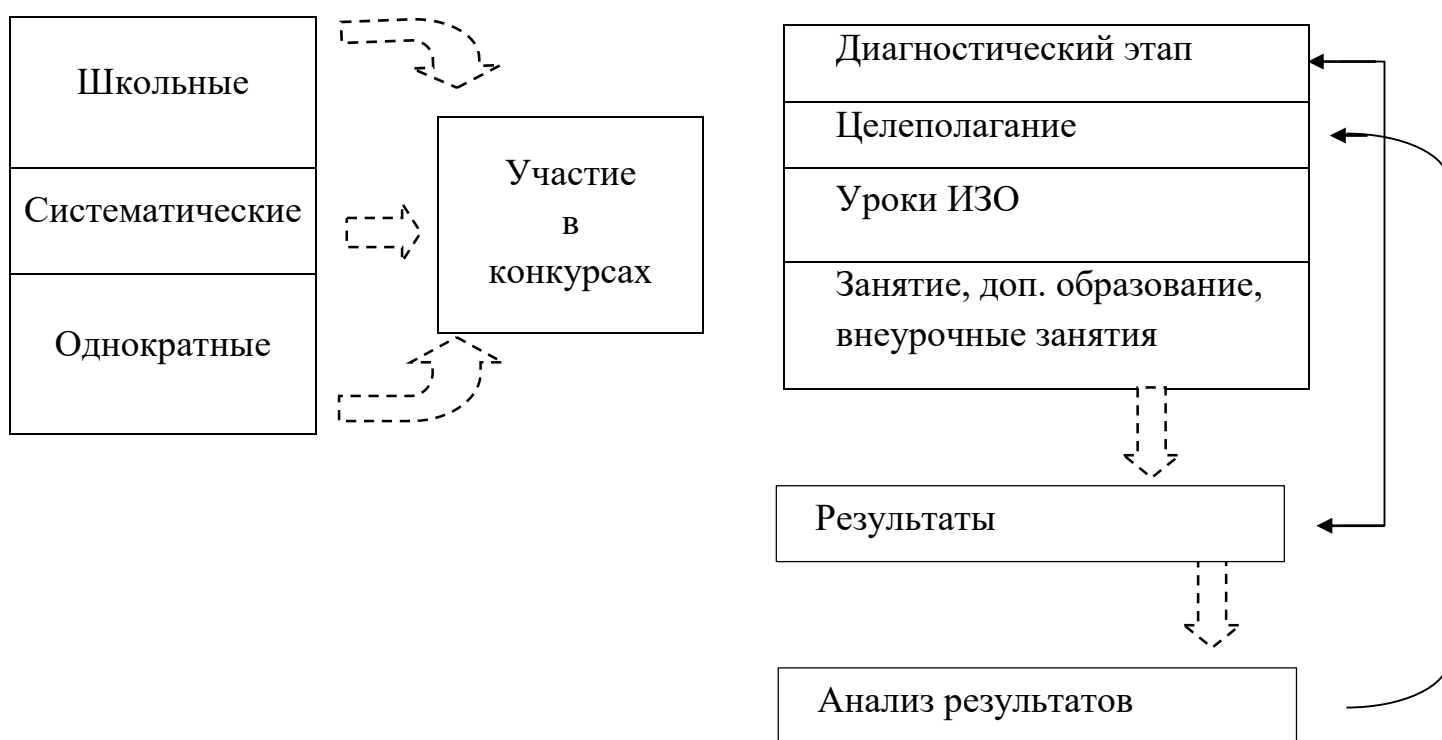 Школьные
Систематические
Однократные
Участие
в
конкурсах
Диагностический этап
Целеполагание
Уроки ИЗО
Занятие, доп. образование,
внеурочные занятия
Результаты
Анализ результатов